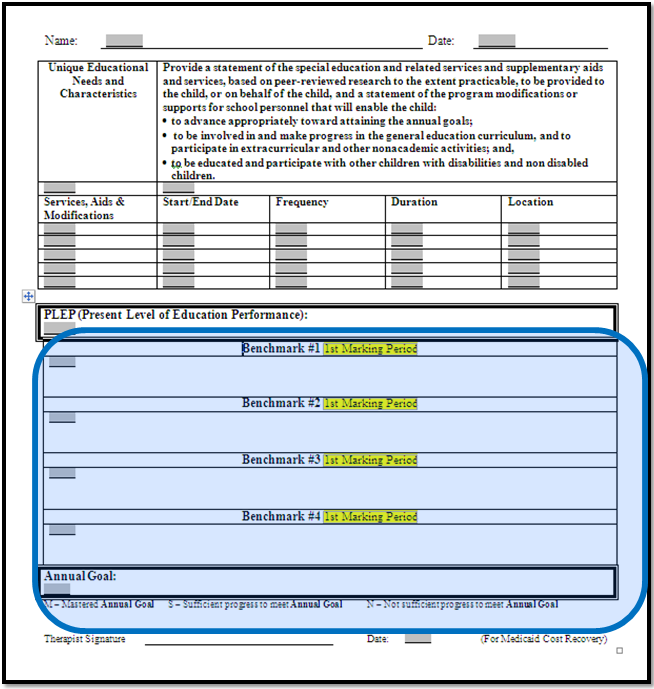 Name: Date:
Unique Educational Needs and Characteristics
Provide a statement of the special education and related services and supplementary aids
and services, based on peer-reviewed research to the extent practicable, to be provided to
the child, or on behalf of the child, and a statement of the program modifications or
supports for school personnel that will enable the child:
• to advance appropriately toward attaining the annual goals;
• to be involved in and make progress in the general education curriculum, and to
participate in extracurricular and other nonacademic activities; and,
• to be educated and participate with other children with disabilities and non disabled
children.
Services, Aids & Modifications Start/End Date Frequency Duration Location
PLEP (Present Level of Education Performance):
Benchmark #1 1st Marking Period
Benchmark #2 1st Marking Period
Benchmark #3 1st Marking Period
Benchmark #4 1st Marking Period
Annual Goal:
M – Mastered Annual Goal S – Sufficient progress to meet Annual Goal N – Not sufficient progress to meet Annual Goal
Therapist Signature Date: (For Medicaid Cost Recovery)